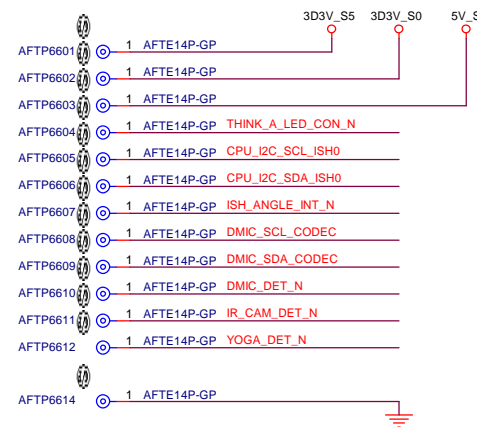 3D3V_S5 3D3V_S0 5V_S
AFTP6601 1 AFTE14P-GP
AFTP6602 1 AFTE14P-GP
AFTP6603 1 AFTE14P-GP
AFTP6604 1 AFTE14P-GP THINK_A_LED_CON_N
AFTP6605 1 AFTE14P-GP CPU_I2C_SCL_ISH0
AFTP6606 1 AFTE14P-GP CPU_I2C_SDA_ISH0
AFTP6607 1 AFTE14P-GP ISH_ANGLE_INT_N
AFTP6608 1 AFTE14P-GP DMIC_SCL_CODEC
AFTP6609 1 AFTE14P-GP DMIC_SDA_CODEC
AFTP6610 1 AFTE14P-GP DMIC_DET_N
AFTP6611 1 AFTE14P-GP IR_CAM_DET_N
AFTP6612 1 AFTE14P-GP YOGA_DET_N
AFTP6614 1 AFTE14P-GP